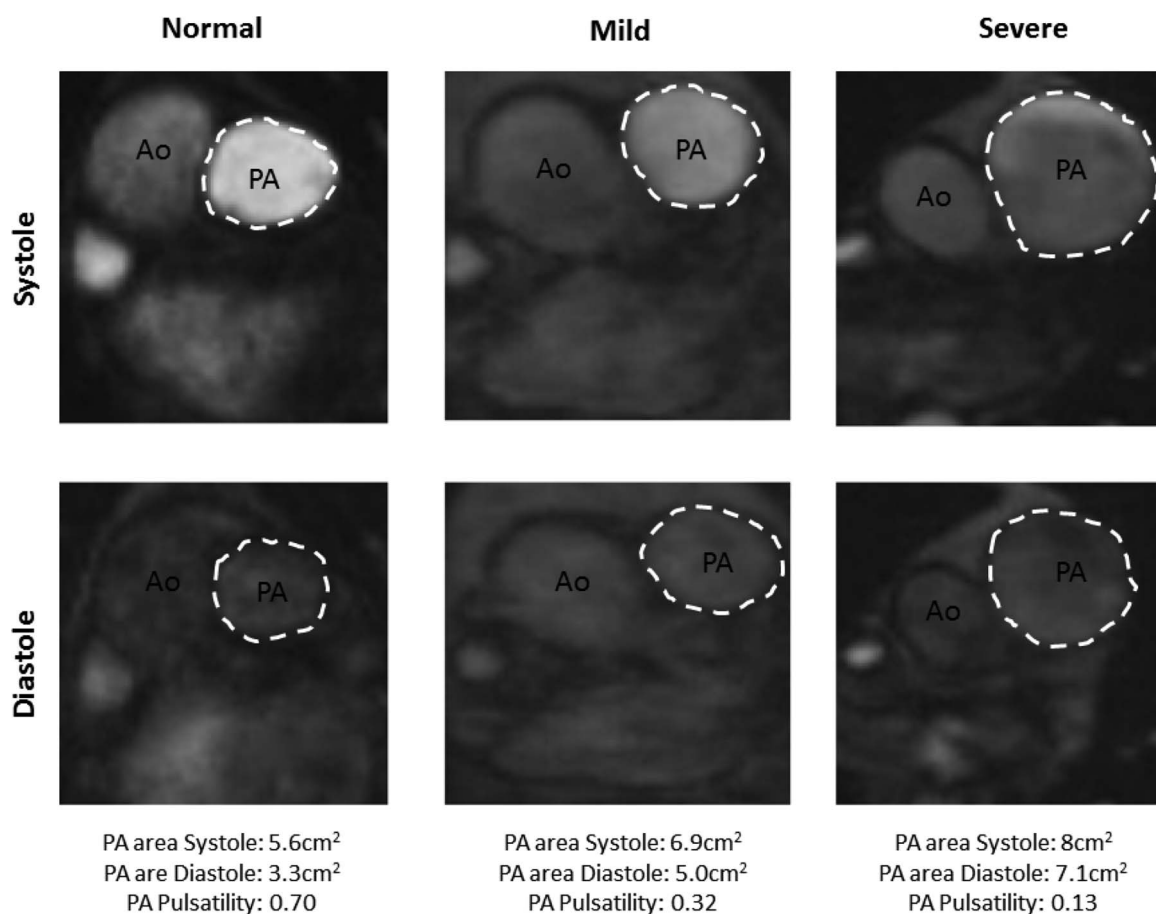 Normal
Mild
Severe
Systole
Ao
PA
Ao
PA
Ao
PA
Diastole
Ao
PA
Ao
PA
Ao
PA
PA area Systole: 5.6cm²
PA are Diastole: 3.3cm²
PA Pulsatility: 0.70
PA area Systole: 6.9cm²
PA area Diastole: 5.0cm²
PA Pulsatility: 0.32
PA area Systole: 8cm²
PA area Diastole: 7.1cm²
PA Pulsatility: 0.13